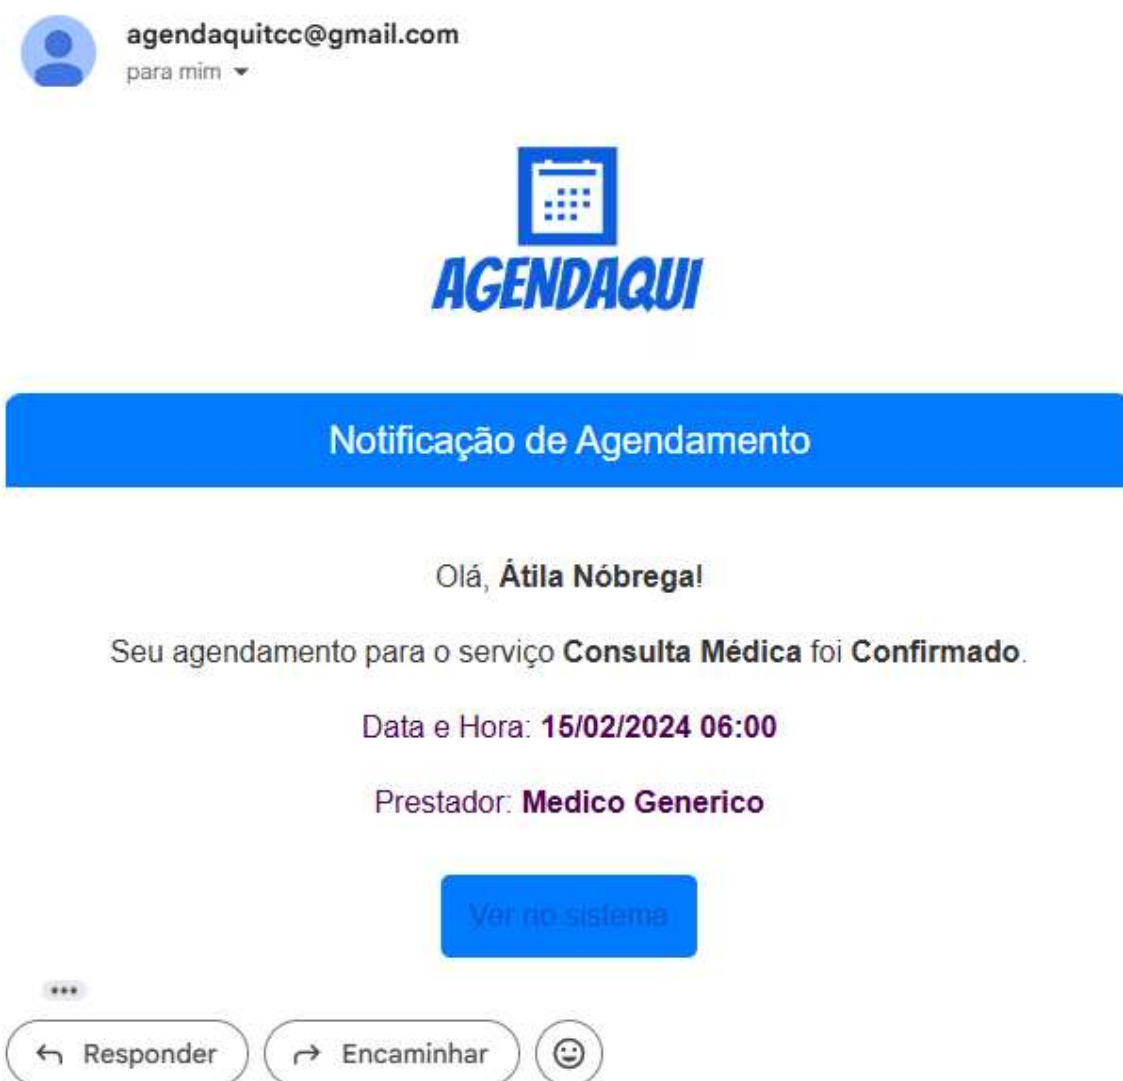 agendaquitcc@gmail.com
para mim
AGENDAQUI
Notificação de Agendamento
Olá, Átila Nóbrega!
Seu agendamento para o serviço Consulta Médica foi Confirmado.
Data e Hora: 15/02/2024 06:00
Prestador: Medico Generico
Ver no sistema
Responder Encaminhar